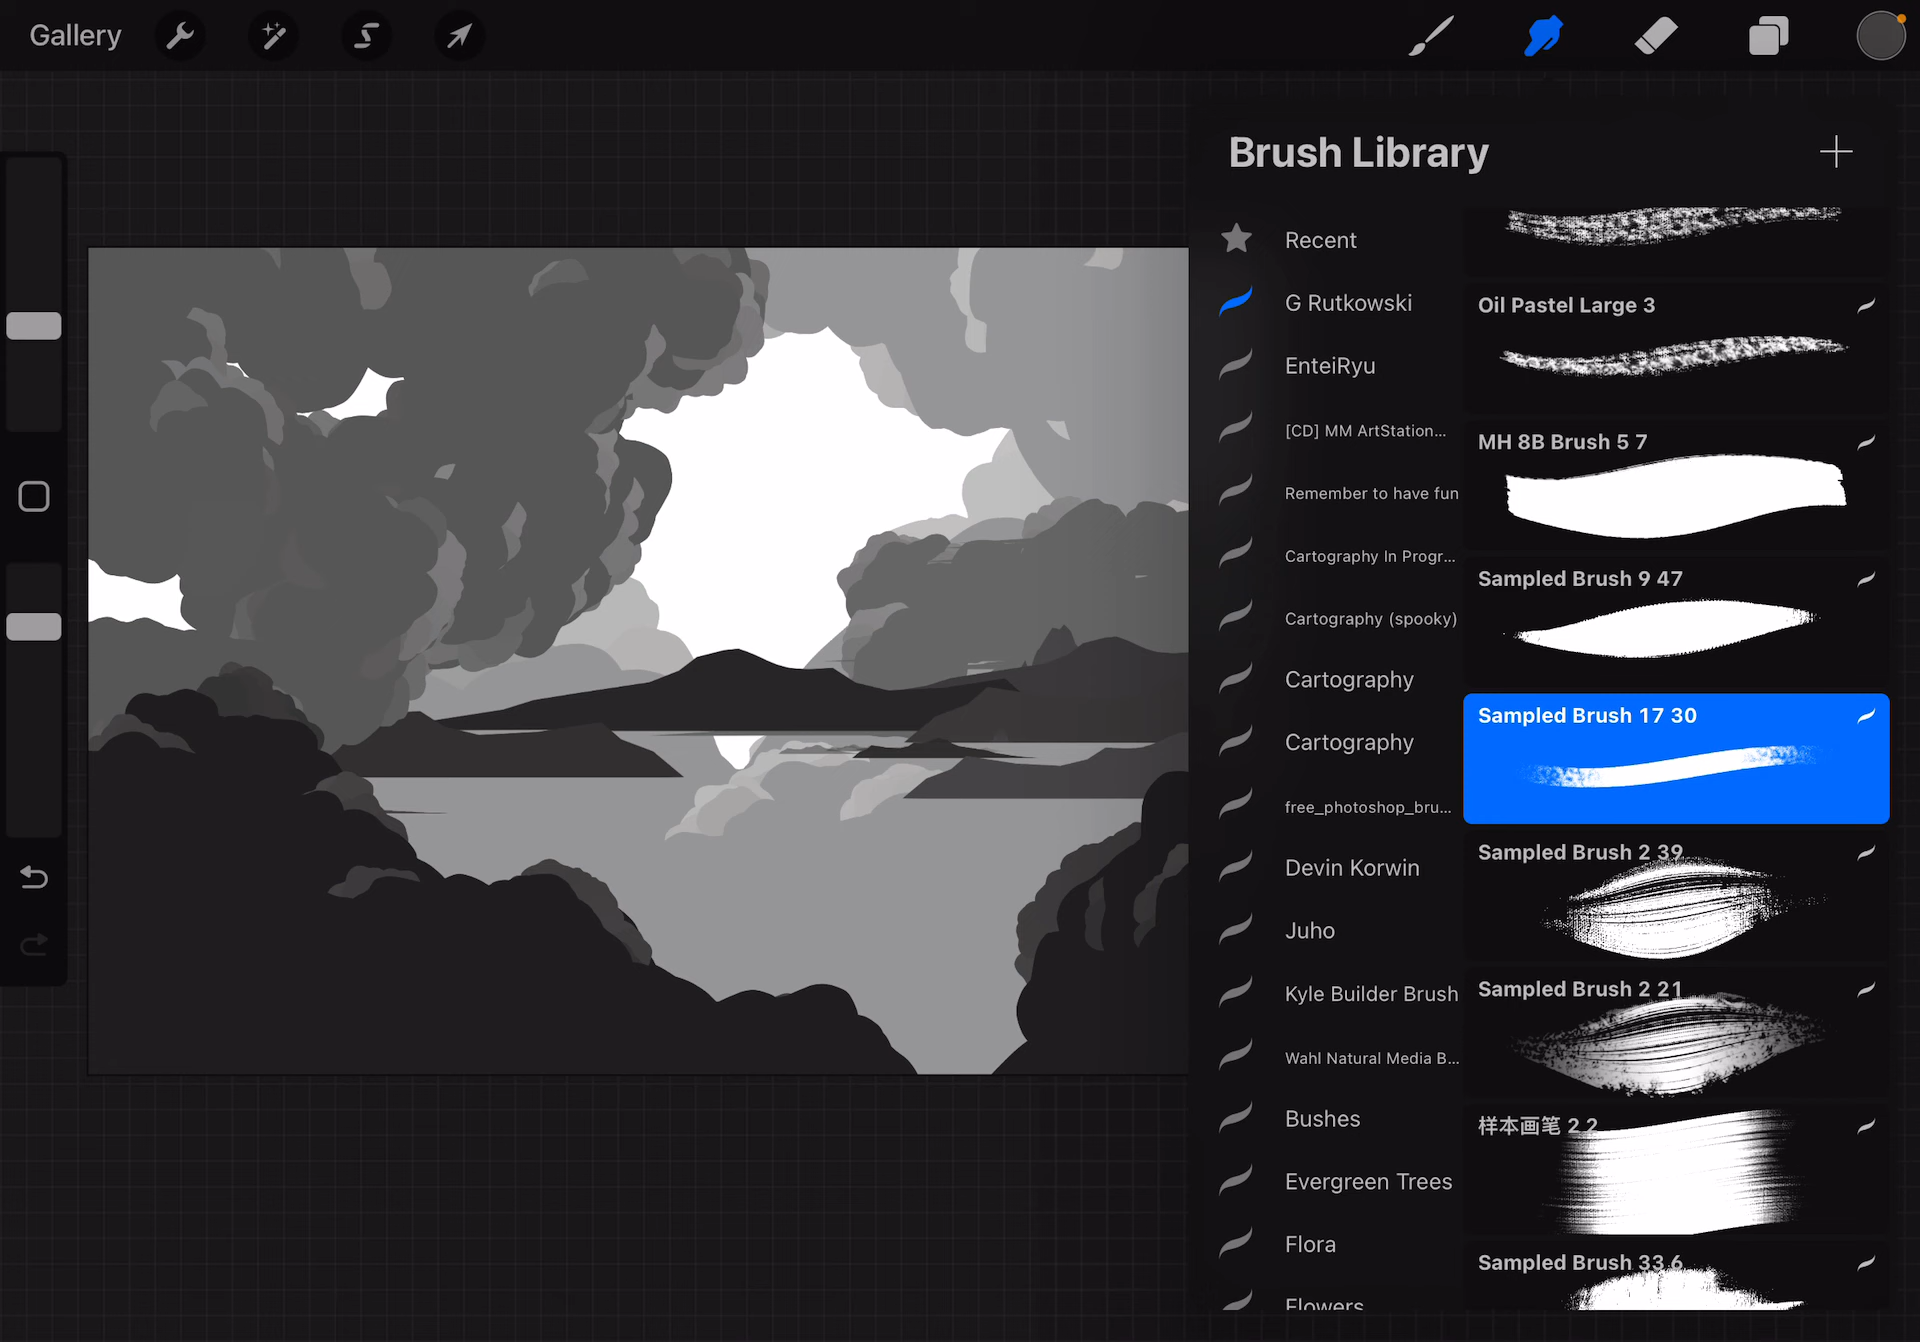 Gallery
Brush Library
Recent
G Rutkowski
EnteiRyu
[CD] MM ArtStation...
Remember to have fun
Cartography In Progr...
Cartography (spooky)
Cartography
Cartography
free_photoshop_bru...
Devin Korwin
Juho
Kyle Builder Brush
Wahl Natural Media B...
Bushes
Evergreen Trees
Flora
Flowers
Oil Pastel Large 3
MH 8B Brush 5 7
Sampled Brush 9 47
Sampled Brush 17 30
Sampled Brush 2 39
Sampled Brush 2 21
样本画笔 2 2
Sampled Brush 33 6